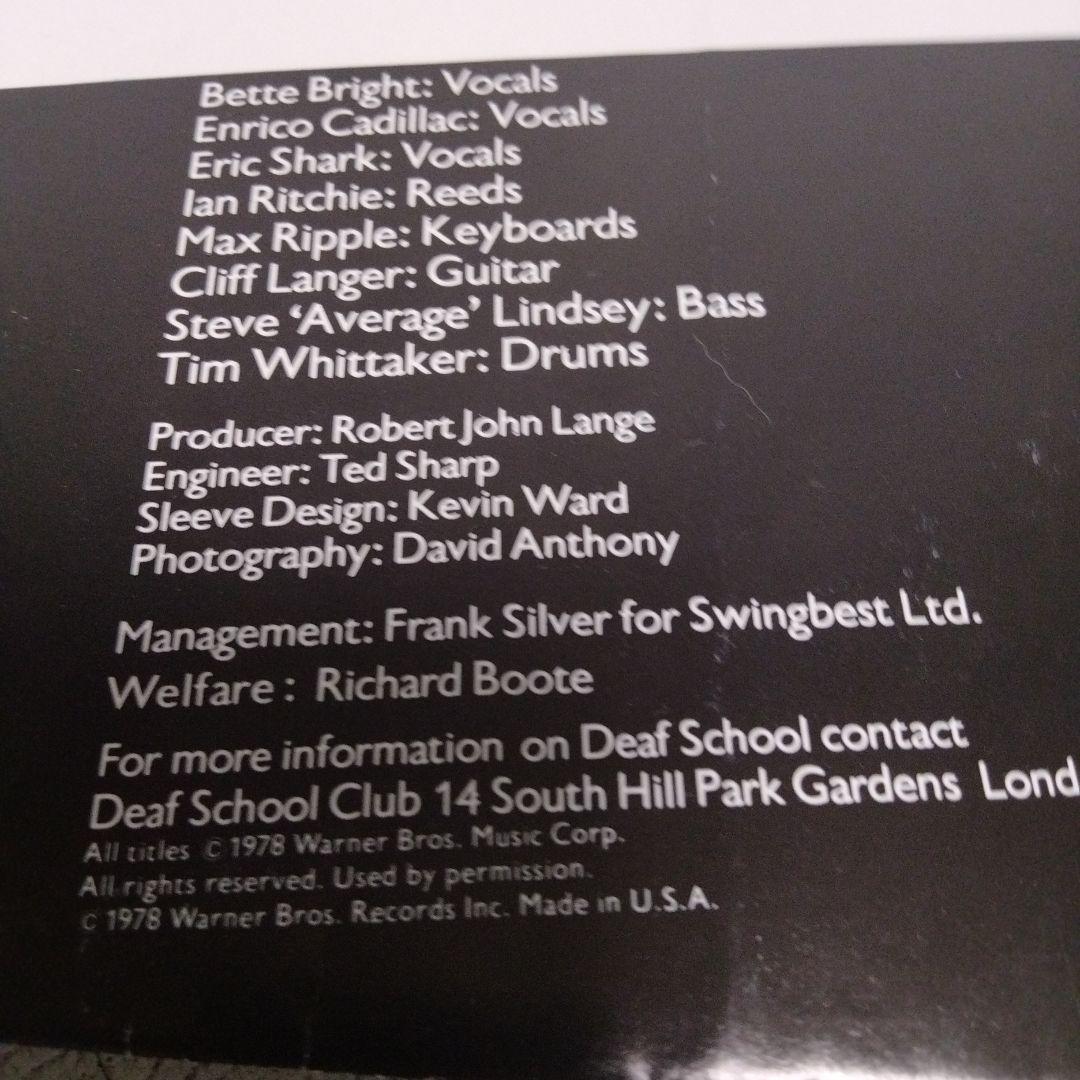 Bette Bright: Vocals
Enrico Cadillac: Vocals
Eric Shark: Vocals
Ian Ritchie: Reeds
Max Ripple: Keyboards
Cliff Langer: Guitar
Steve ‘Average’ Lindsey: Bass
Tim Whittaker: Drums
Producer: Robert John Lange
Engineer: Ted Sharp
Sleeve Design: Kevin Ward
Photography: David Anthony
Management: Frank Silver for Swingbest Ltd.
Welfare: Richard Boote
For more information on Deaf School contact
Deaf School Club 14 South Hill Park Gardens Lond
All titles © 1978 Warner Bros. Music Corp.
All rights reserved. Used by permission.
© 1978 Warner Bros. Records Inc. Made in U.S.A.